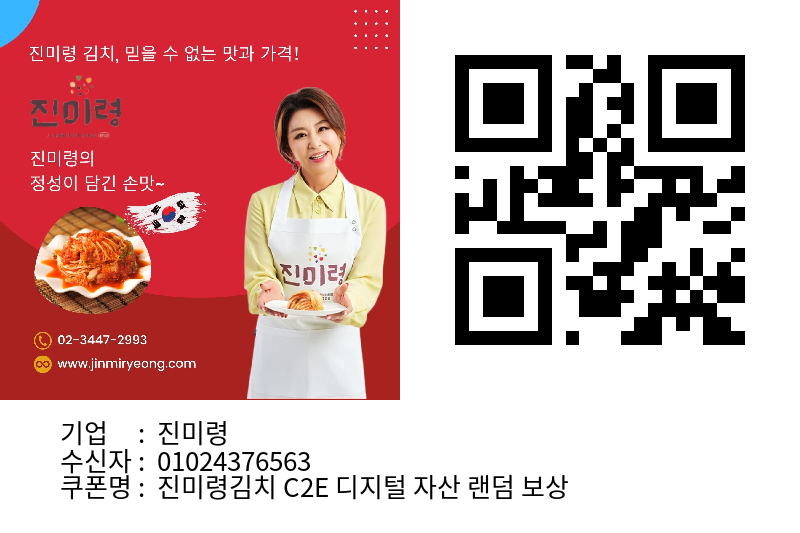 진미령 김치, 믿을 수 없는 맛과 가격!
진미령
진미령의
정성이 담긴 손맛~
진미령
02-3447-2993
www.jinmiryeong.com
기업 : 진미령
수신자 : 01024376563
쿠폰명 : 진미령김치 C2E 디지털 자산 랜덤 보상